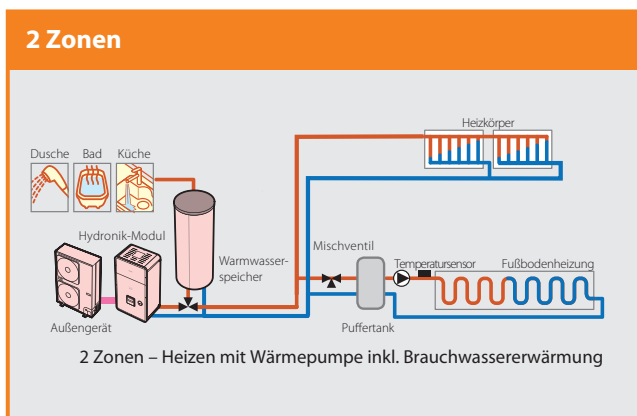 2 Zonen
Heizkörper
Dusche Bad Küche
Hydronik-Modul
Mischventil
Warmwasser-
speicher
Temperatursensor Fußbodenheizung
Außengerät
Puffertank
2 Zonen – Heizen mit Wärmepumpe inkl. Brauchwassererwärmung